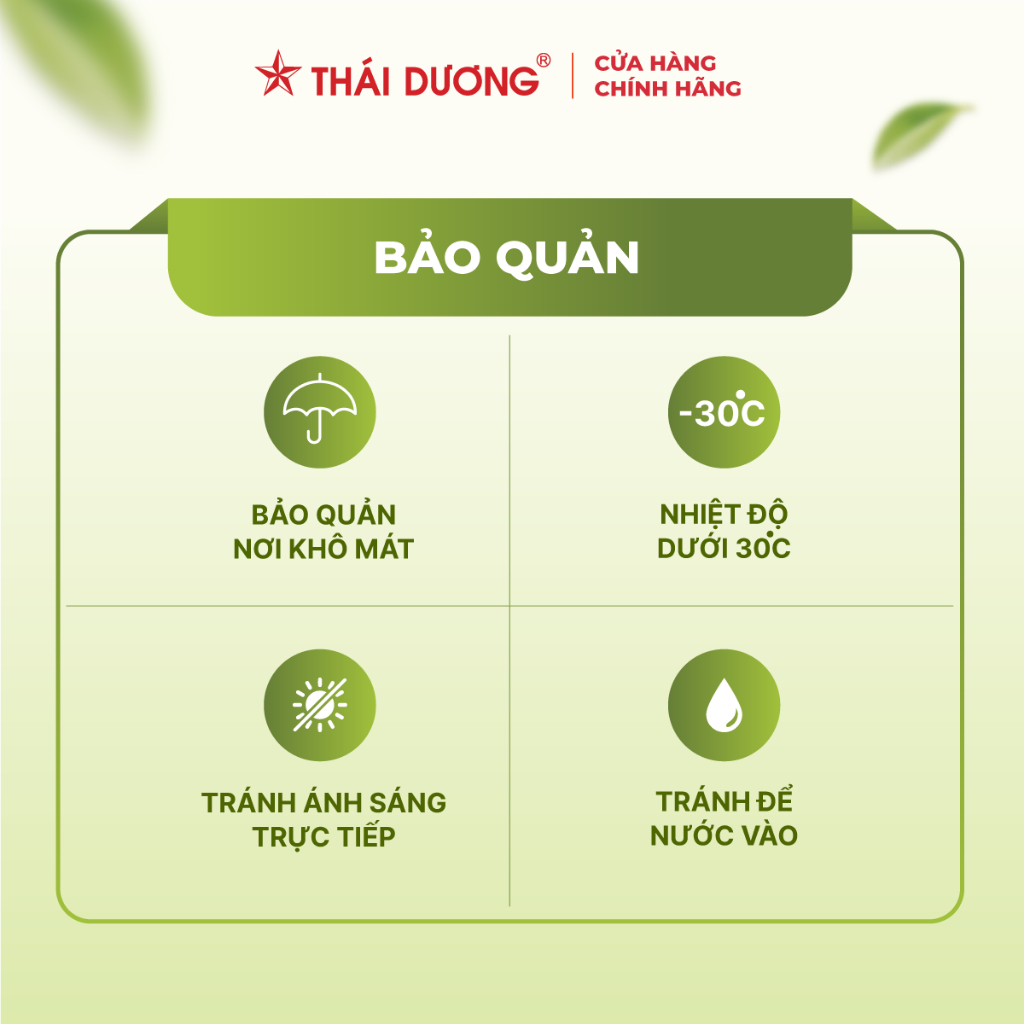 THÁI DƯƠNG®
CỬA HÀNG
CHÍNH HÃNG
BẢO QUẢN
BẢO QUẢN
NƠI KHÔ MÁT
-30°C
NHIỆT ĐỘ
DƯỚI 30°C
TRÁNH ÁNH SÁNG
TRỰC TIẾP
TRÁNH ĐỂ
NƯỚC VÀO